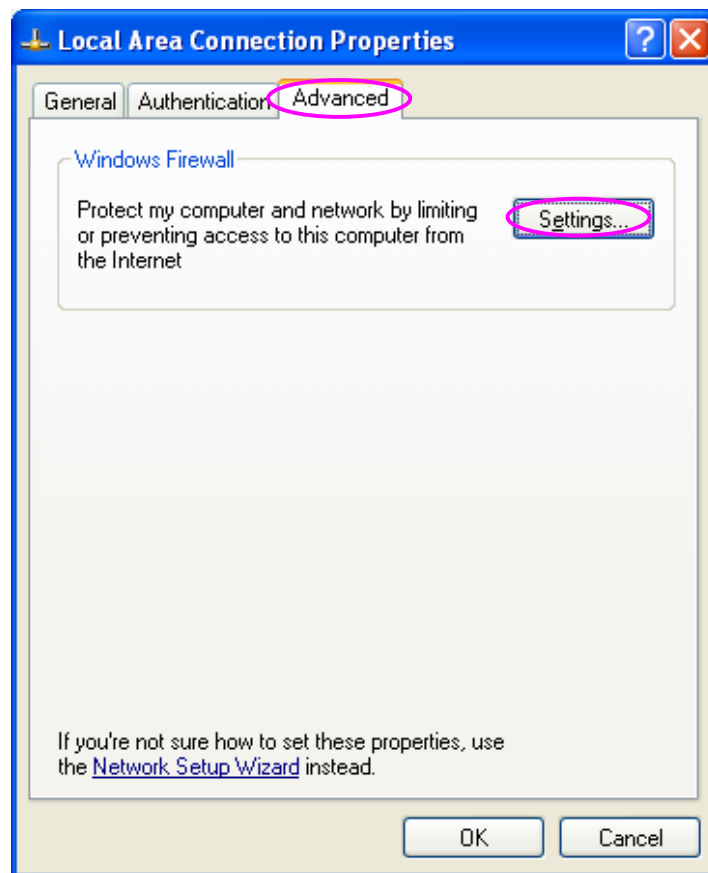 Local Area Connection Properties
General Authentication Advanced
Windows Firewall
Protect my computer and network by limiting
or preventing access to this computer from
the Internet
Settings...
If you're not sure how to set these properties, use
the Network Setup Wizard instead.
OK Cancel